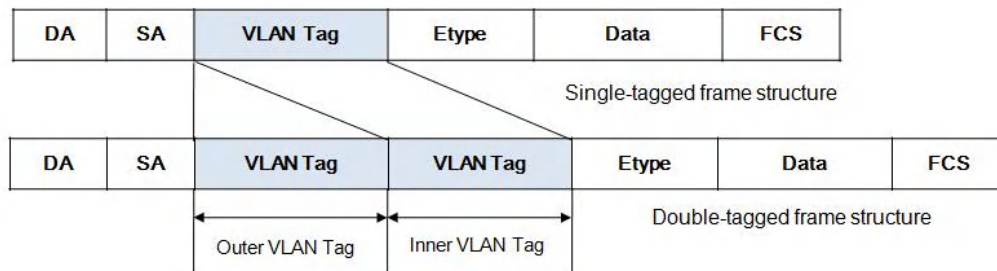 DA SA VLAN Tag Etype Data FCS
Single-tagged frame structure
DA SA VLAN Tag VLAN Tag Etype Data FCS
Double-tagged frame structure
Outer VLAN Tag Inner VLAN Tag